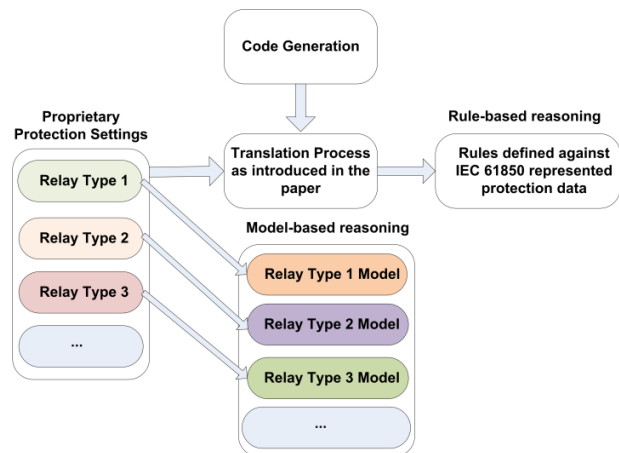 Code Generation
Proprietary
Protection Settings
Rule-based reasoning
Relay Type 1
Relay Type 2
Relay Type 3
...
Translation Process
as introduced in the
paper
Rules defined against
IEC 61850 represented
protection data
Model-based reasoning
Relay Type 1 Model
Relay Type 2 Model
Relay Type 3 Model
...